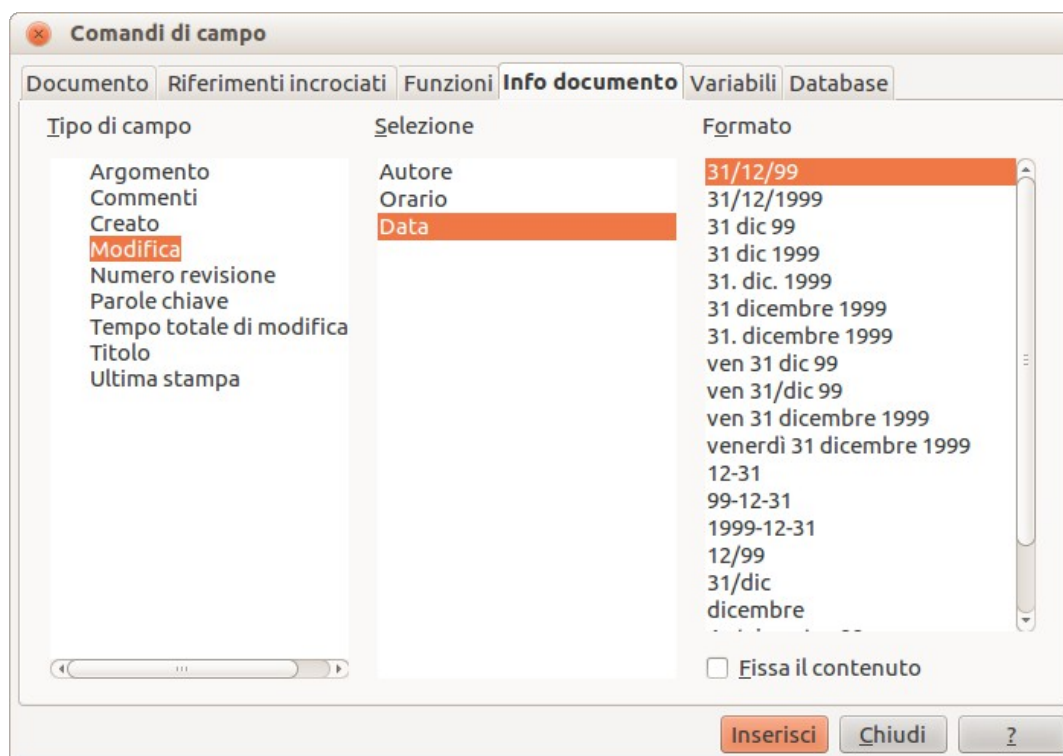 Comandi di campo
Documento Riferimenti incrociati Funzioni Info documento Variabili Database
Tipo di campo
Argomento
Commenti
Creato
Modifica
Numero revisione
Parole chiave
Tempo totale di modifica
Titolo
Ultima stampa
Selezione
Autore
Orario
Data
Formato
31/12/99
31/12/1999
31 dic 99
31 dic 1999
31. dic. 1999
31 dicembre 1999
31. dicembre 1999
ven 31 dic 99
ven 31/dic 99
ven 31 dicembre 1999
venerdì 31 dicembre 1999
12-31
99-12-31
1999-12-31
12/99
31/dic
dicembre
Fissa il contenuto
Inserisci Chiudi ?